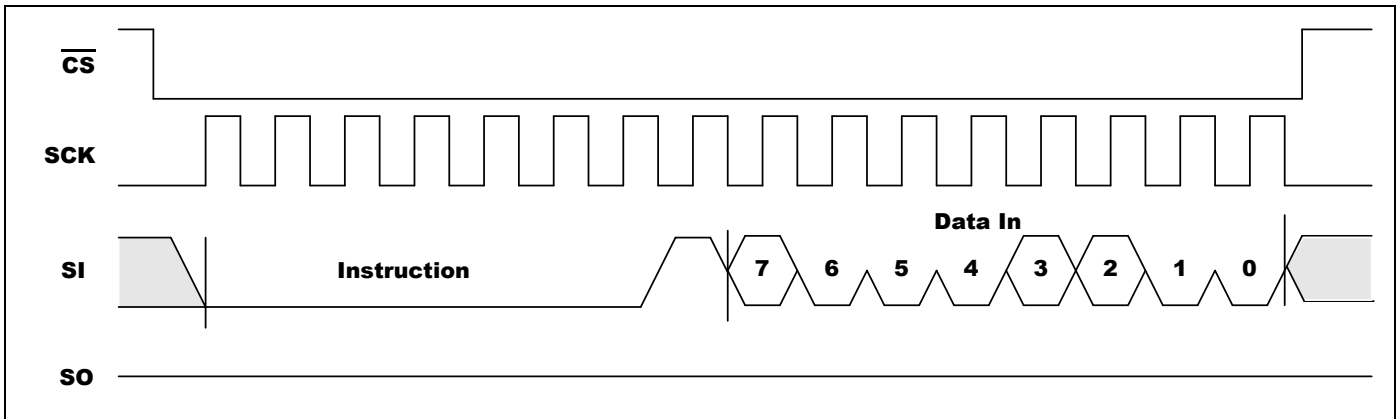 CS
SCK
Data In
SI Instruction 7 6 5 4 3 2 1 0
SO